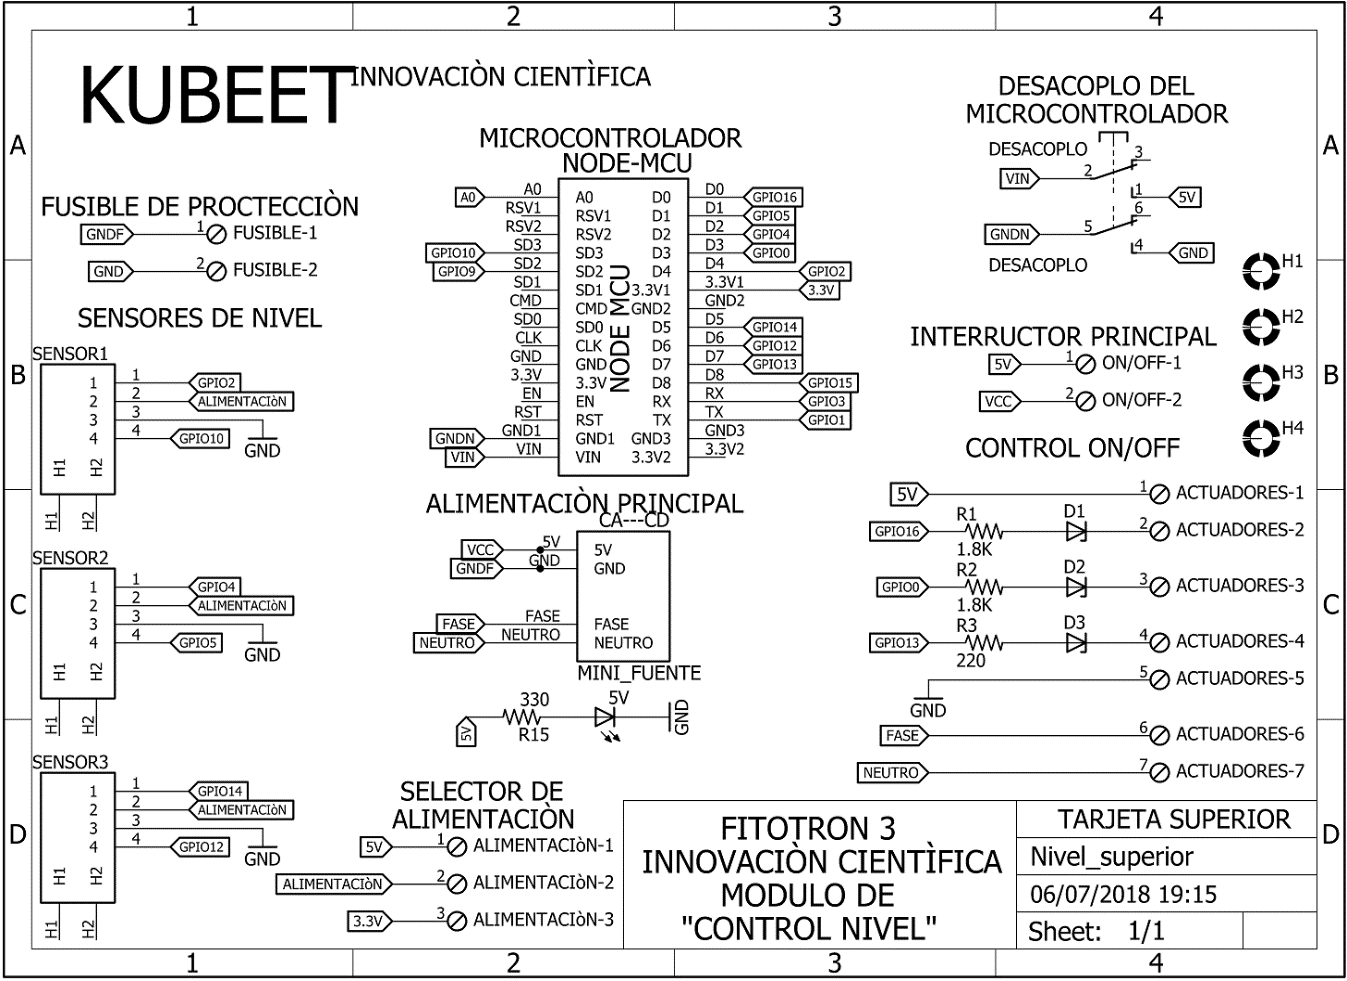 1 2 3 4
KUBEET INNOVACIÒN CIENTÌFICA
A
A
FUSIBLE DE PROCTECCIÒN
GNDF 1 FUSIBLE-1
GND 2 FUSIBLE-2
SENSORES DE NIVEL
SENSOR1
1 1 GPIO2
2 2 ALIMENTACIòN
3 3 GND
4 4 GPIO10
H1 H2
H1 H2
SENSOR2
1 1 GPIO4
2 2 ALIMENTACIòN
3 3 GND
4 4 GPIO5
H1 H2
H1 H2
SENSOR3
1 1 GPIO14
2 2 ALIMENTACIòN
3 3 GND
4 4 GPIO12
H1 H2
H1 H2
B
B
C
C
D
D
MICROCONTROLADOR
NODE-MCU
NODE MCU
A0 A0 A0 D0 D0 GPIO16
RSV1 RSV1 D1 D1 GPIO5
RSV2 RSV2 D2 D2 GPIO4
GPIO10 SD3 SD3 D3 D3 GPIO0
GPIO9 SD2 SD2 D4 D4 GPIO2
SD1 SD1 3.3V1 3.3V1 3.3V
CMD CMD GND2 GND2
SD0 SD0 D5 D5 GPIO14
CLK CLK D6 D6 GPIO12
GND GND D7 D7 GPIO13
3.3V 3.3V D8 D8 GPIO15
EN EN RX RX GPIO3
RST RST TX TX GPIO1
GNDN GND1 GND1 GND3 GND3
VIN VIN VIN 3.3V2 3.3V2
ALIMENTACIÒN PRINCIPAL
CA---CD
VCC 5V 5V
GNDF GND GND
FASE FASE FASE
NEUTRO NEUTRO NEUTRO
MINI_FUENTE
5V 330 R15 5V GND
SELECTOR DE
ALIMENTACIÒN
5V 1 ALIMENTACIòN-1
ALIMENTACIòN 2 ALIMENTACIòN-2
3.3V 3 ALIMENTACIòN-3
DESACOPLO DEL
MICROCONTROLADOR
DESACOPLO
VIN 2 3
1 5V
GNDN 5 6
4 GND
DESACOPLO
H1
H2
H3
H4
INTERRUCTOR PRINCIPAL
5V 1 ON/OFF-1
VCC 2 ON/OFF-2
CONTROL ON/OFF
5V 1 ACTUADORES-1
GPIO16 R1 1.8K D1 2 ACTUADORES-2
GPIO0 R2 1.8K D2 3 ACTUADORES-3
GPIO13 R3 220 D3 4 ACTUADORES-4
GND 5 ACTUADORES-5
FASE 6 ACTUADORES-6
NEUTRO 7 ACTUADORES-7
FITOTRON 3
INNOVACIÒN CIENTÌFICA
MODULO DE
"CONTROL NIVEL"
TARJETA SUPERIOR
Nivel_superior
06/07/2018 19:15
Sheet: 1/1
1 2 3 4